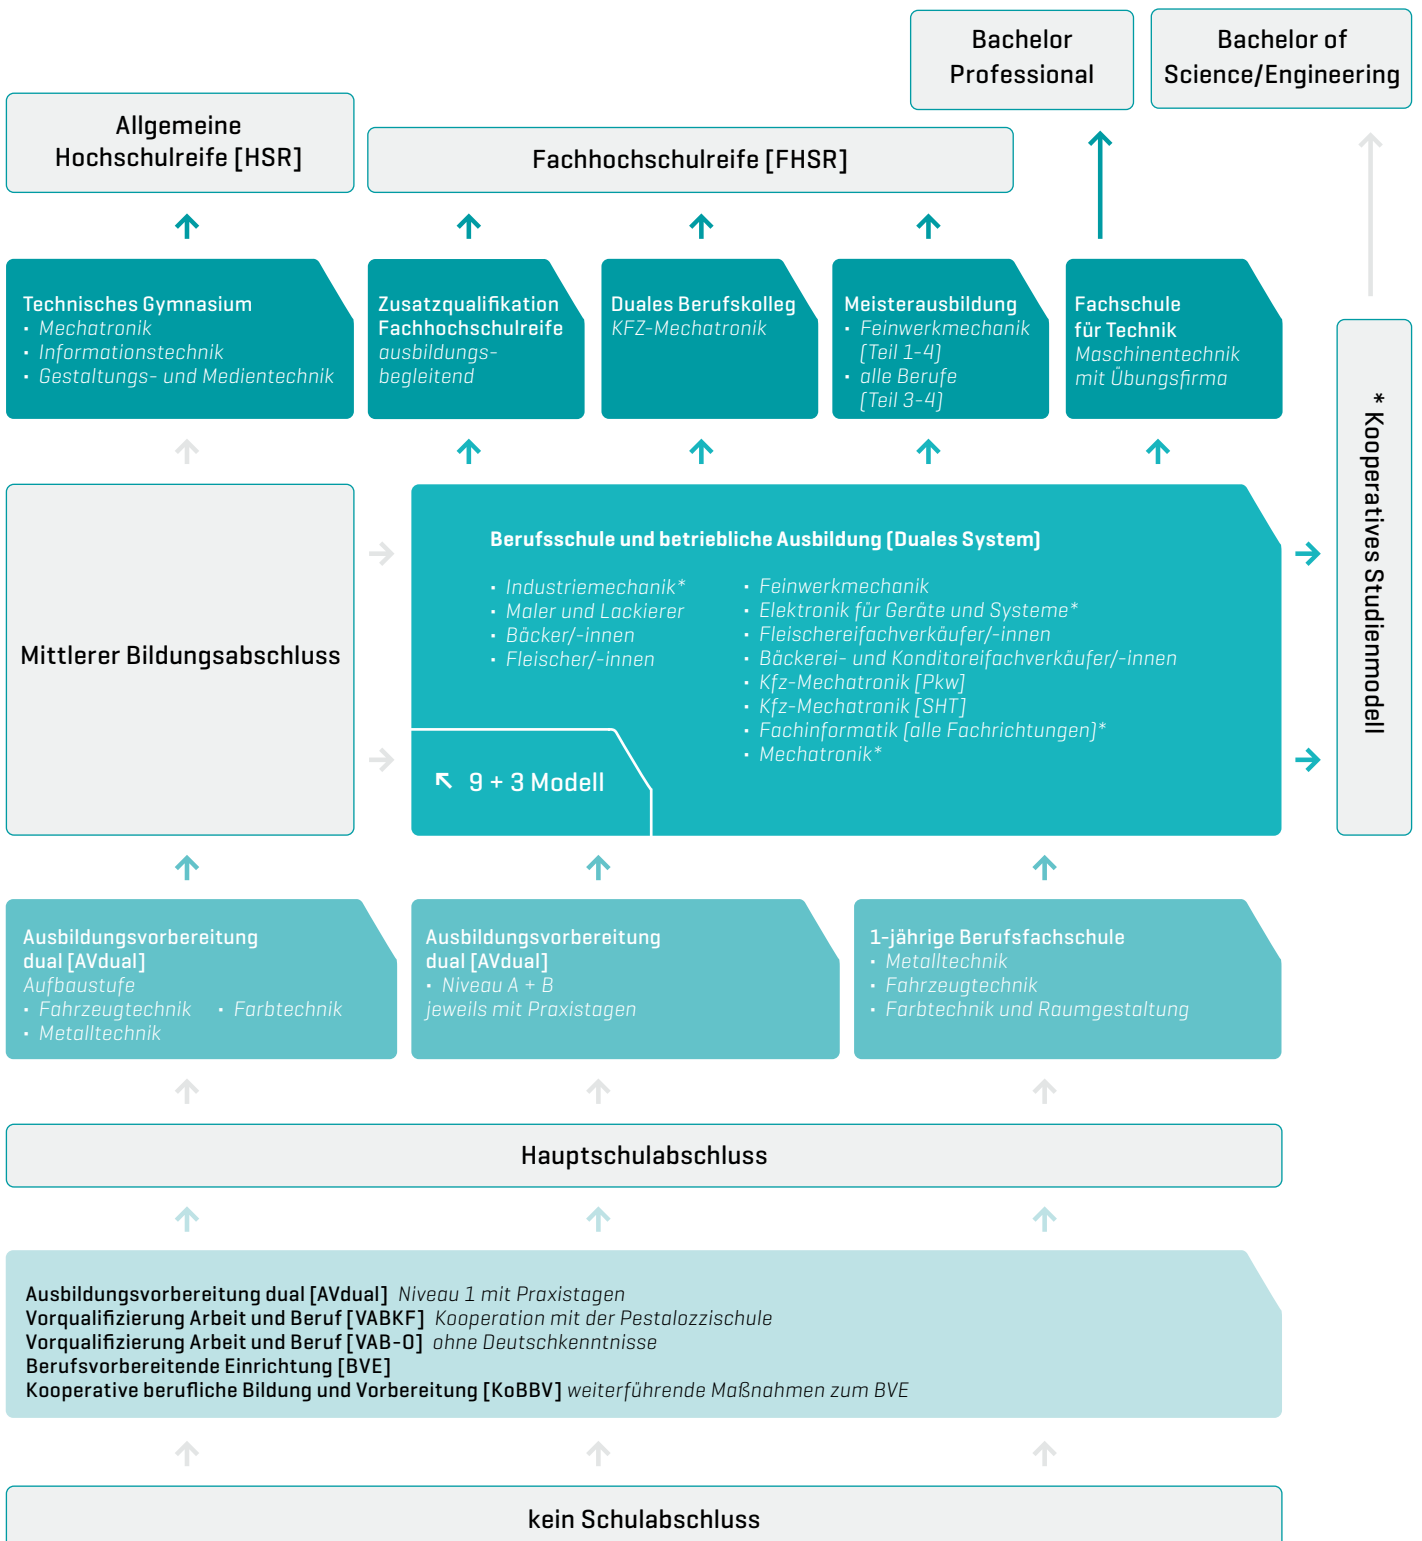 Bachelor
Professional
Bachelor of
Science/Engineering
Allgemeine
Hochschulreife [HSR]
Fachhochschulreife [FHSR]
Technisches Gymnasium
• Mechatronik
• Informationstechnik
• Gestaltungs- und Medientechnik
Zusatzqualifikation
Fachhochschulreife
ausbildungs-
begleitend
Duales Berufskolleg
KFZ-Mechatronik
Meisterausbildung
• Feinwerkmechanik
[Teil 1-4]
• alle Berufe
[Teil 3-4]
Fachschule
für Technik
Maschinentechnik
mit Übungsfirma
* Kooperatives Studienmodell
Mittlerer Bildungsabschluss
Berufsschule und betriebliche Ausbildung (Duales System)
• Industriemechanik*
• Maler und Lackierer
• Bäcker/-innen
• Fleischer/-innen
• Feinwerkmechanik
• Elektronik für Geräte und Systeme*
• Fleischereifachverkäufer/-innen
• Bäckerei- und Konditoreifachverkäufer/-innen
• Kfz-Mechatronik [Pkw]
• Kfz-Mechatronik [SHT]
• Fachinformatik (alle Fachrichtungen)*
• Mechatronik*
9 + 3 Modell
Ausbildungsvorbereitung
dual [AVdual]
Aufbaustufe
• Fahrzeugtechnik • Farbtechnik
• Metalltechnik
Ausbildungsvorbereitung
dual [AVdual]
• Niveau A + B
jeweils mit Praxistagen
1-jährige Berufsfachschule
• Metalltechnik
• Fahrzeugtechnik
• Farbtechnik und Raumgestaltung
Hauptschulabschluss
Ausbildungsvorbereitung dual [AVdual] Niveau 1 mit Praxistagen
Vorqualifizierung Arbeit und Beruf [VABKF] Kooperation mit der Pestalozzischule
Vorqualifizierung Arbeit und Beruf [VAB-O] ohne Deutschkenntnisse
Berufsvorbereitende Einrichtung [BVE]
Kooperative berufliche Bildung und Vorbereitung [KoBBV] weiterführende Maßnahmen zum BVE
kein Schulabschluss